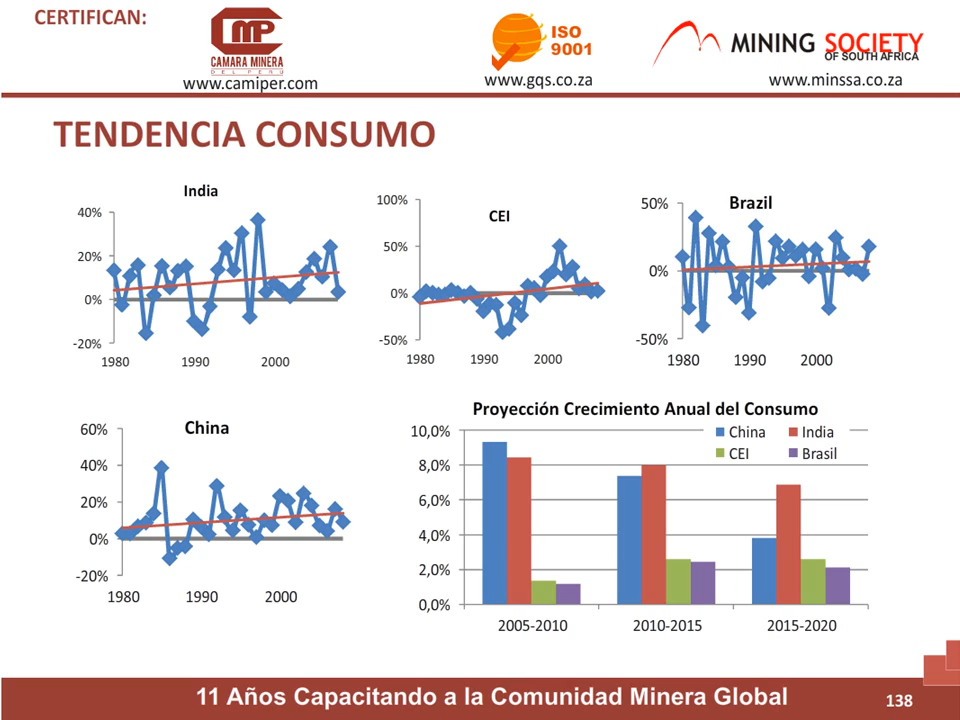 CERTIFICAN:
CMP
CAMARA MINERA
DEL PERU
www.camiper.com
ISO
9001
www.gqs.co.za
MINING SOCIETY
OF SOUTH AFRICA
www.minssa.co.za
TENDENCIA CONSUMO
India
40%
20%
0%
-20%
1980 1990 2000
CEI
100%
50%
0%
-50%
1980 1990 2000
Brazil
50%
0%
-50%
1980 1990 2000
China
60%
40%
20%
0%
-20%
1980 1990 2000
Proyección Crecimiento Anual del Consumo
China India
CEI Brasil
10,0%
8,0%
6,0%
4,0%
2,0%
0,0%
2005-2010 2010-2015 2015-2020
11 Años Capacitando a la Comunidad Minera Global
138